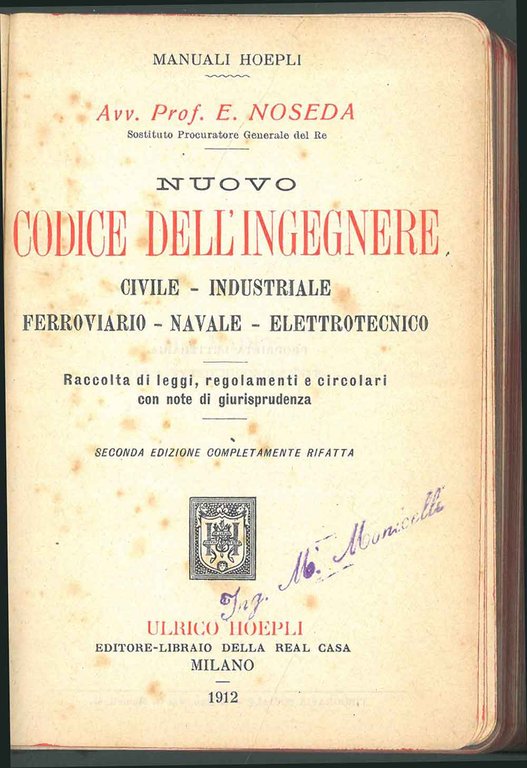 MANUALI HOEPLI
Avv. Prof. E. NOSEDA
Sostituto Procuratore Generale del Re
NUOVO
CODICE DELL'INGEGNERE
CIVILE - INDUSTRIALE
FERROVIARIO - NAVALE - ELETTROTECNICO
Raccolta di leggi, regolamenti e circolari
con note di giurisprudenza
SECONDA EDIZIONE COMPLETAMENTE RIFATTA
Ing. M.
ULRICO HOEPLI
EDITORE-LIBRAIO DELLA REAL CASA
MILANO
1912